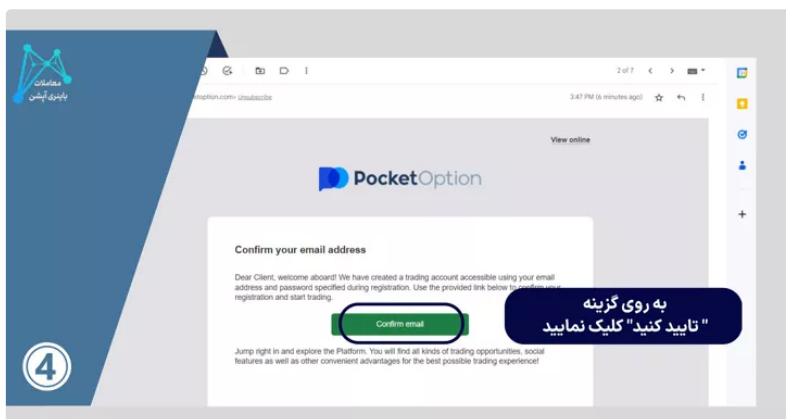 معاملات
باینری آپشن
2 of 7
Unsubscribe
3:47 PM (6 minutes ago)
View online
PocketOption
Confirm your email address
Dear Client, welcome aboard! We have created a trading account accessible using your email
address and password specified during registration. Use the provided link below to confirm your
registration and start trading.
Confirm email
به روی گزینه
" تایید کنید" کلیک نمایید
Jump right in and explore the Platform. You will find all kinds of trading opportunities, social
features as well as other convenient advantages for the best possible trading experience!
4